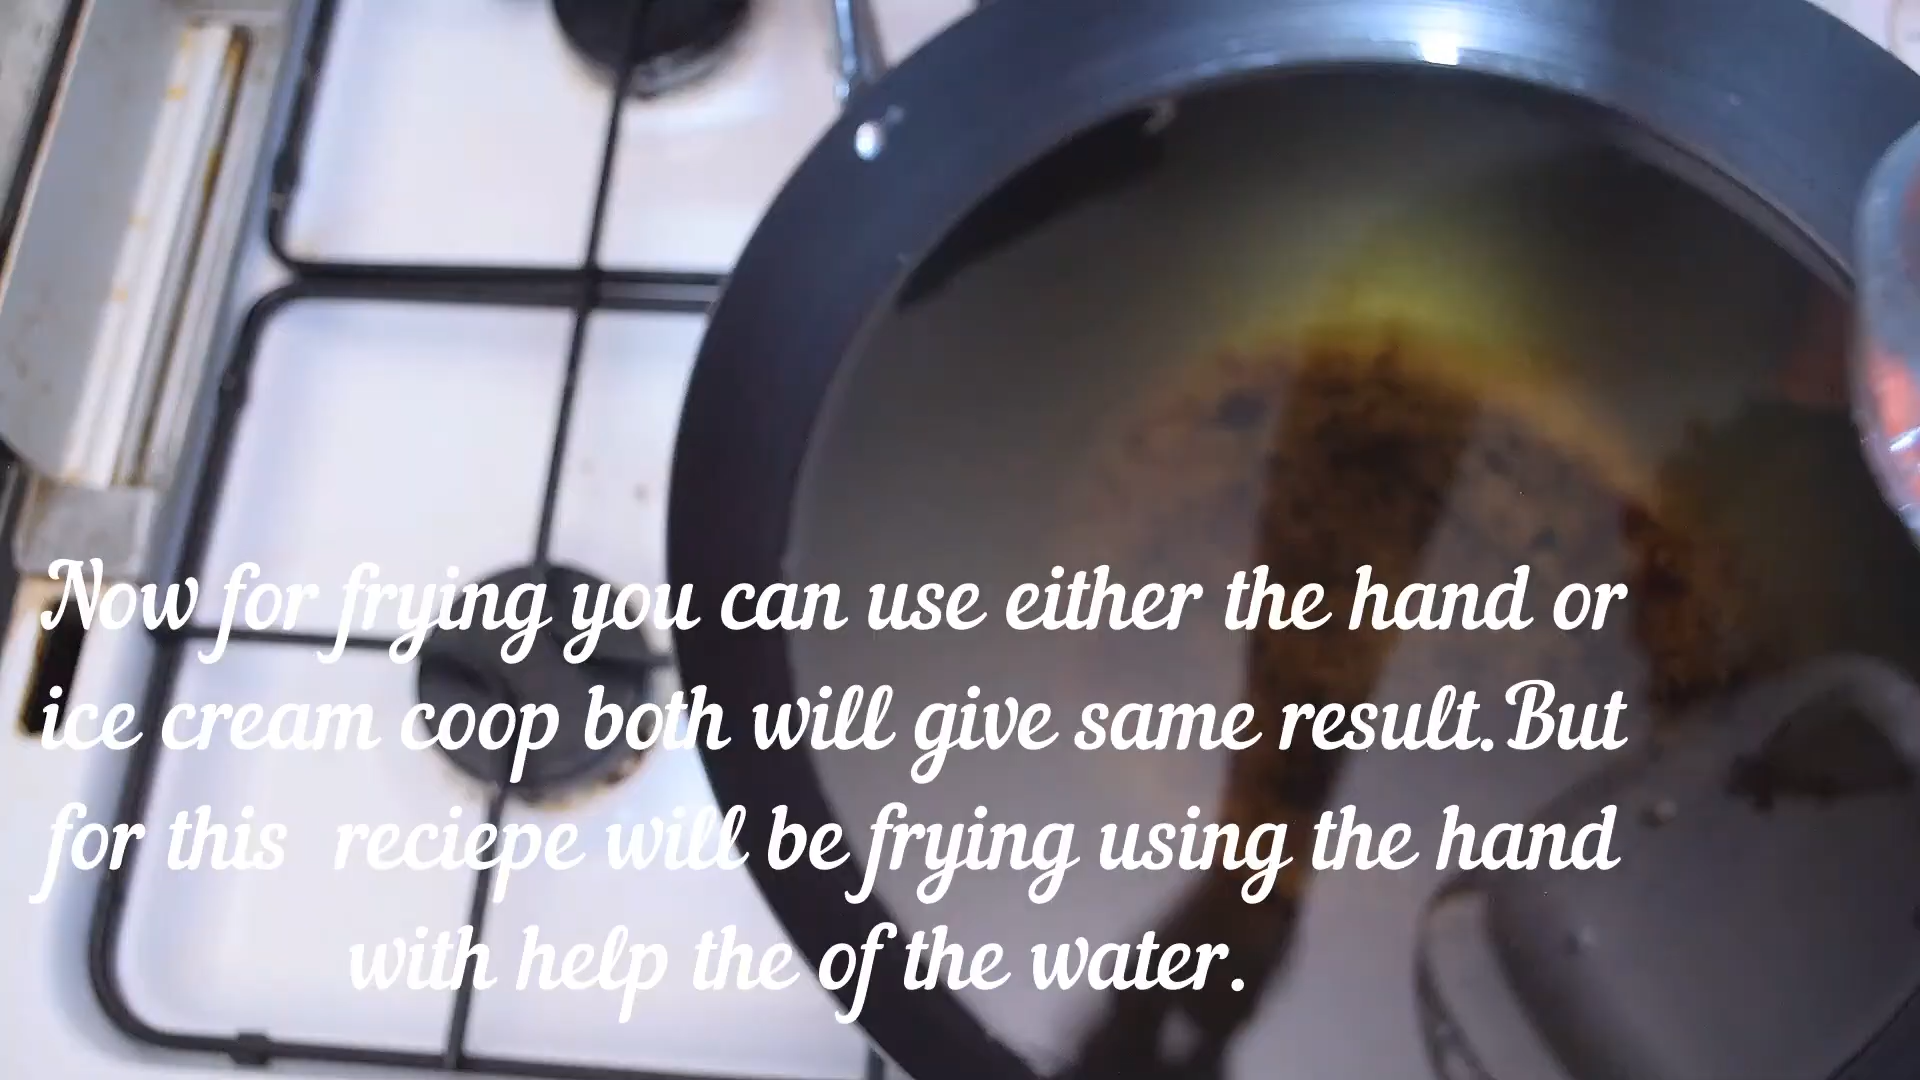 Now for frying you can use either the hand or
ice cream coop both will give same result.But
for this  reciepe will be frying using the hand
with help the of the water.